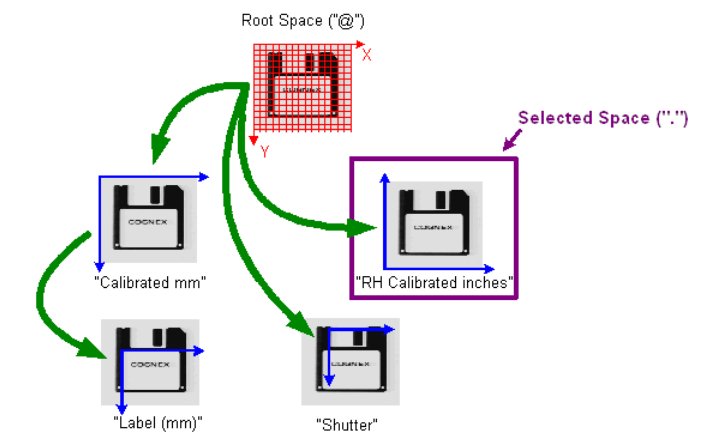 Root Space ("@")
X
COGNEX
Y
Selected Space (".")
COGNEX
COGNEX
"Calibrated mm"
"RH Calibrated inches"
COGNEX
COGNEX
"Label (mm)"
"Shutter"